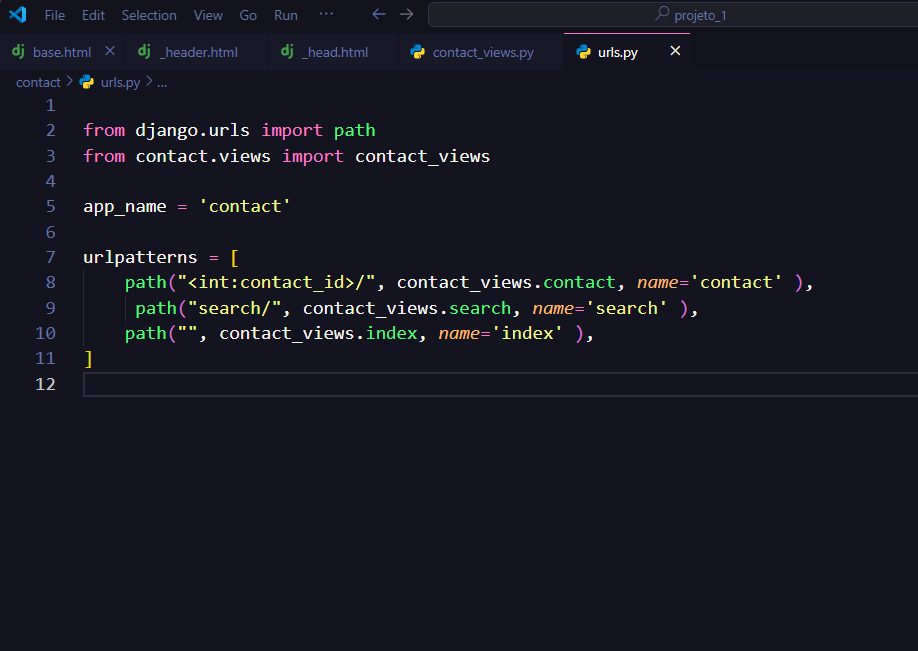 File Edit Selection View Go Run ··· projeto_1
base.html _header.html _head.html contact_views.py urls.py
contact > urls.py > ...
1
2 from django.urls import path
3 from contact.views import contact_views
4
5 app_name = 'contact'
6
7 urlpatterns = [
8     path("<int:contact_id>/", contact_views.contact, name='contact' ),
9      path("search/", contact_views.search, name='search' ),
10     path("", contact_views.index, name='index' ),
11 ]
12